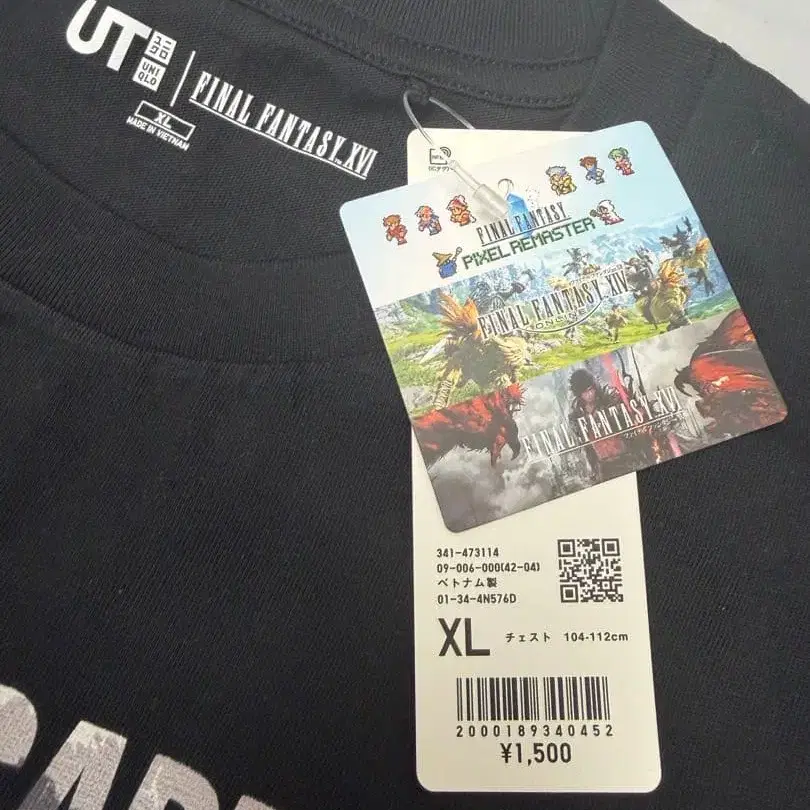 UT
ユニクロ
UNIQLO
FINAL FANTASY XVI
XL
MADE IN VIETNAM
FINAL FANTASY
PIXEL REMASTER
FINAL FANTASY XIV
ONLINE
FINAL FANTASY XVI
341-473114
09-006-000(42-04)
ベトナム製
01-34-4N576D
XL チェスト 104-112cm
2000189340452
¥1,500